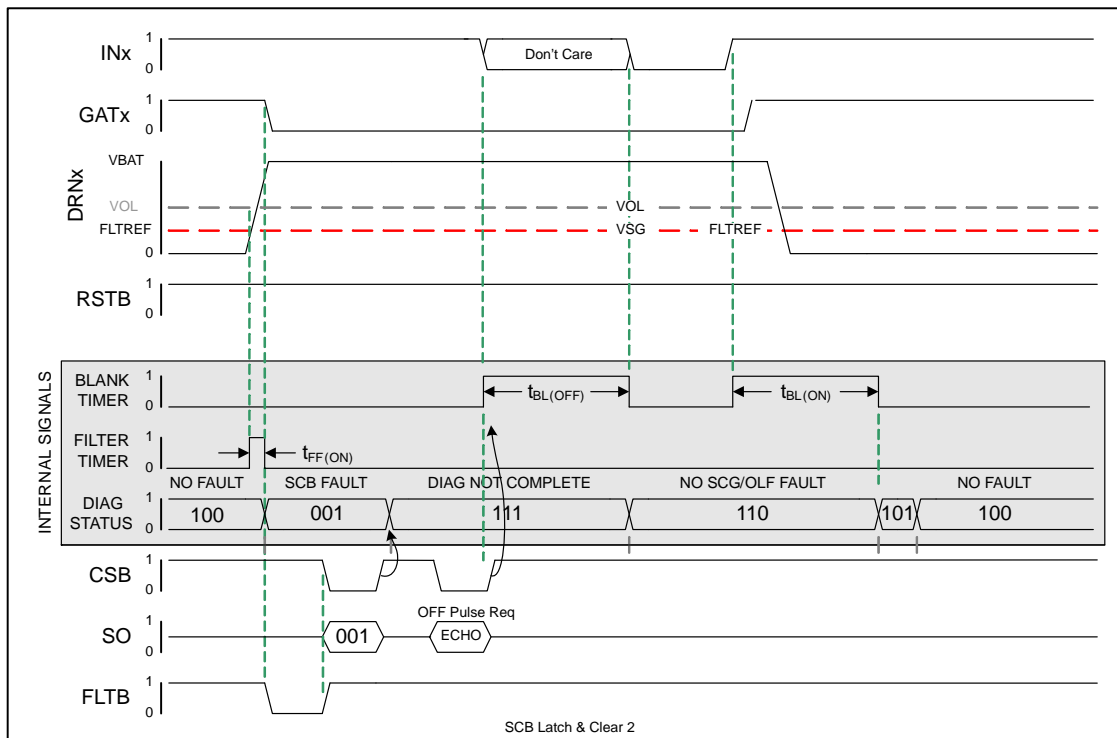 INx
1
0
Don't Care
GATx
1
0
DRNx
VBAT
VOL
VOL
FLTREF
VSG
FLTREF
0
RSTB
1
0
INTERNAL SIGNALS
BLANK TIMER
1
0
tBL(OFF)
tBL(ON)
FILTER TIMER
1
0
tFF(ON)
NO FAULT
SCB FAULT
DIAG NOT COMPLETE
NO SCG/OLF FAULT
NO FAULT
DIAG STATUS
1
0
100
001
111
110
101
100
CSB
1
0
OFF Pulse Req
SO
1
0
001
ECHO
FLTB
1
0
SCB Latch & Clear 2